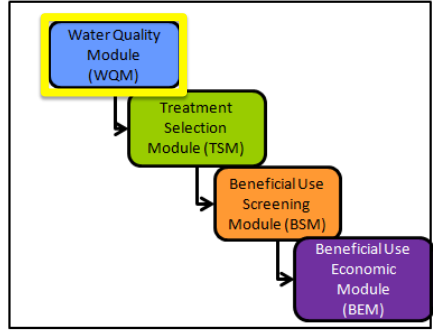 Water Quality
Module
(WQM)
Treatment
Selection
Module (TSM)
Beneficial Use
Screening
Module (BSM)
Beneficial Use
Economic
Module
(BEM)